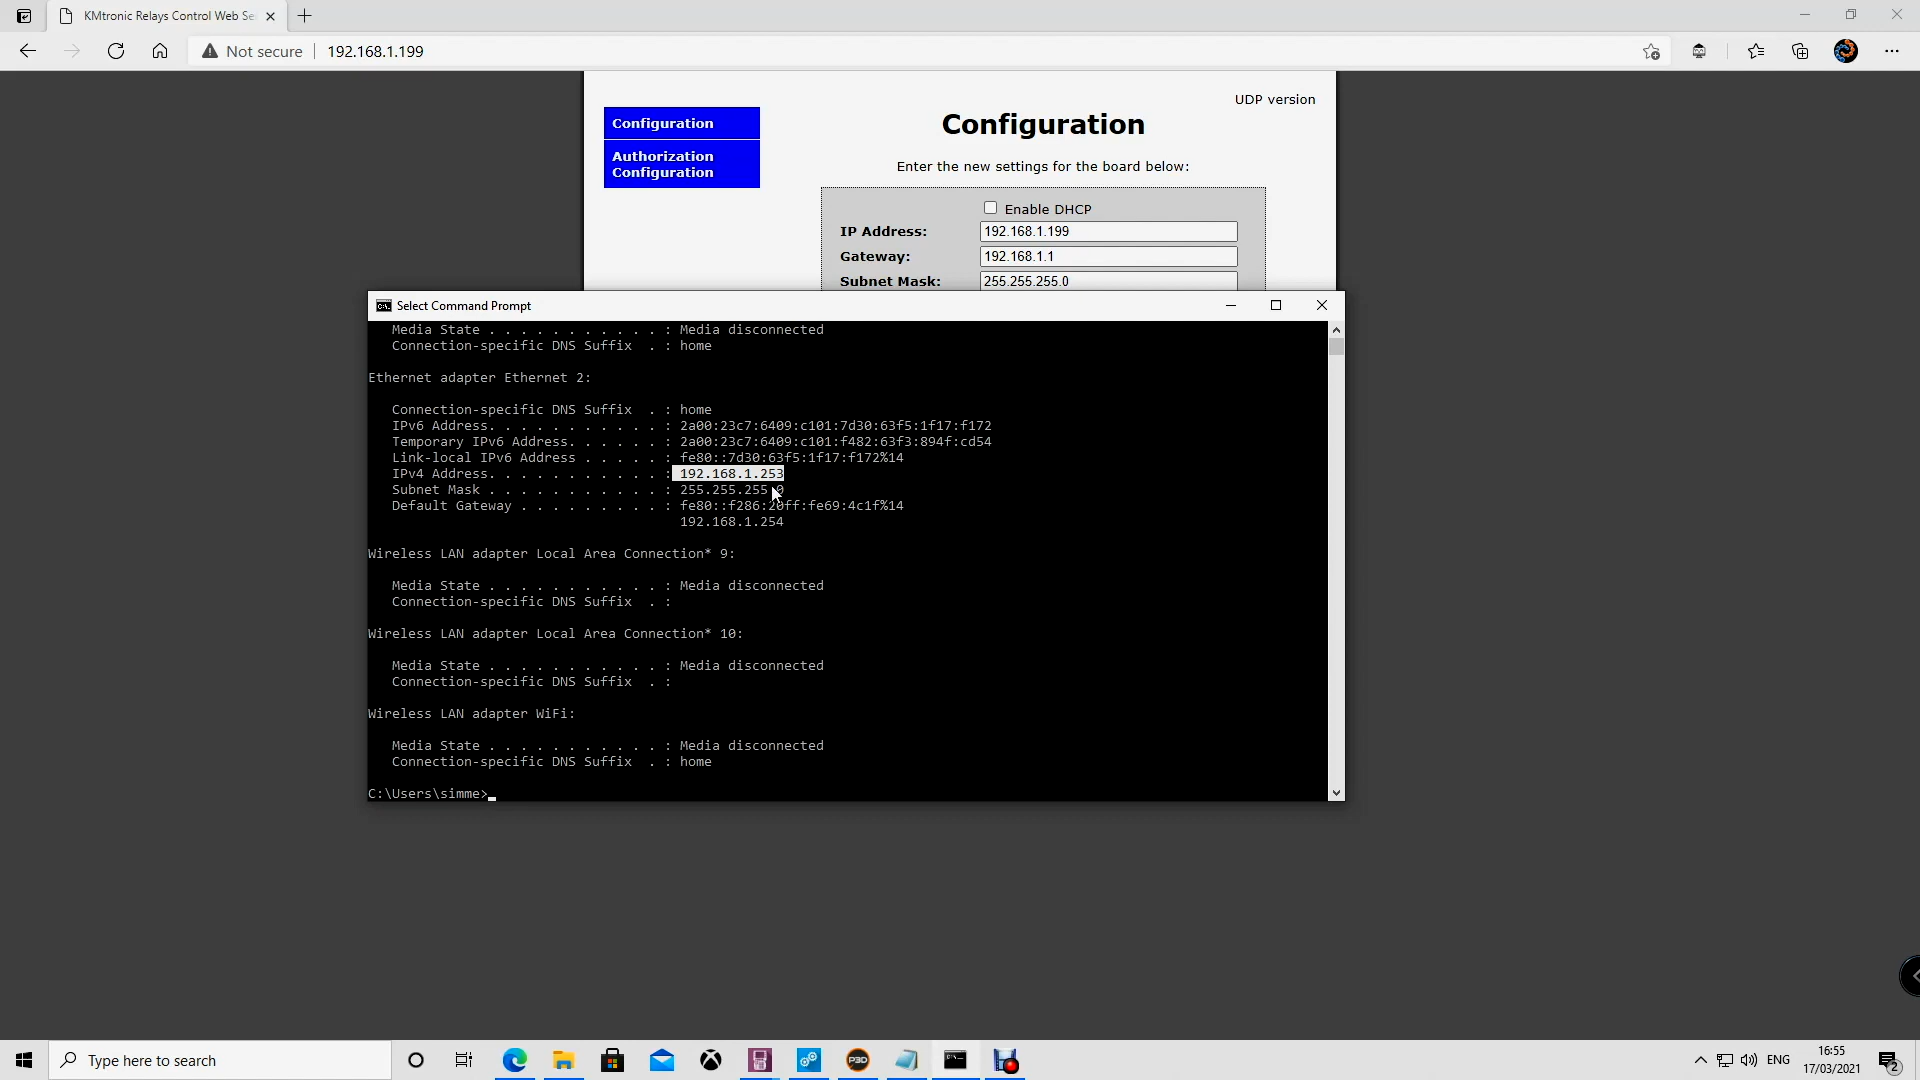 KMtronic Relays Control Web Se
Not secure
192.168.1.199
UDP version
Configuration
Authorization
Configuration
Configuration
Enter the new settings for the board below:
Enable DHCP
IP Address:
192.168.1.199
Gateway:
192.168.1.1
Subnet Mask:
255.255.255.0
Select Command Prompt
Media State . . . . . . . . . . . : Media disconnected
Connection-specific DNS Suffix  . : home
Ethernet adapter Ethernet 2:
Connection-specific DNS Suffix  . : home
IPv6 Address. . . . . . . . . . . : 2a00:23c7:6409:c101:7d30:63f5:1f17:f172
Temporary IPv6 Address. . . . . . : 2a00:23c7:6409:c101:f482:63f3:894f:cd54
Link-local IPv6 Address . . . . . : fe80::7d30:63f5:1f17:f172%14
IPv4 Address. . . . . . . . . . . : 192.168.1.253
Subnet Mask . . . . . . . . . . . : 255.255.255.0
Default Gateway . . . . . . . . . : fe80::f286:20ff:fe69:4c1f%14
192.168.1.254
Wireless LAN adapter Local Area Connection* 9:
Media State . . . . . . . . . . . : Media disconnected
Connection-specific DNS Suffix  . :
Wireless LAN adapter Local Area Connection* 10:
Media State . . . . . . . . . . . : Media disconnected
Connection-specific DNS Suffix  . :
Wireless LAN adapter WiFi:
Media State . . . . . . . . . . . : Media disconnected
Connection-specific DNS Suffix  . : home
C:\Users\simme>_
Type here to search
P3D
ENG
16:55
17/03/2021
2